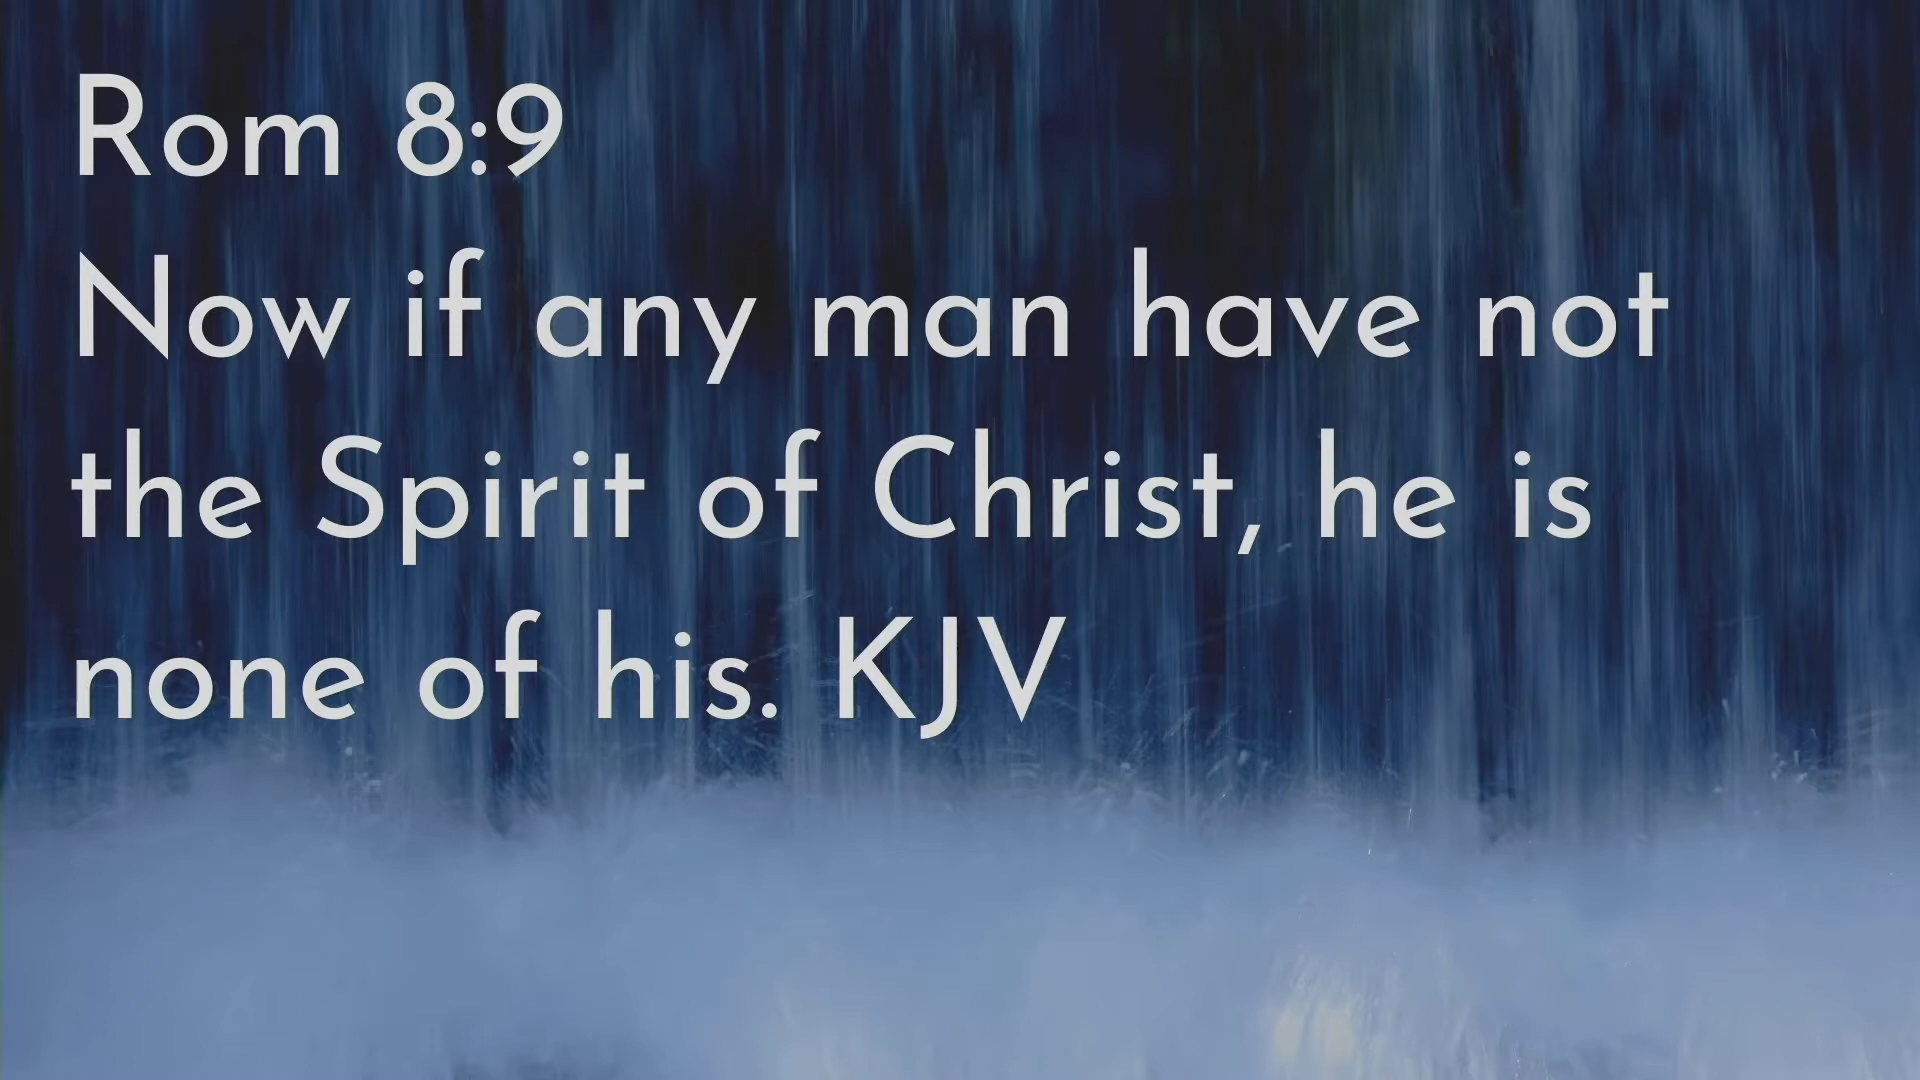 Rom 8:9
Now if any man have not
the Spirit of Christ, he is
none of his. KJV